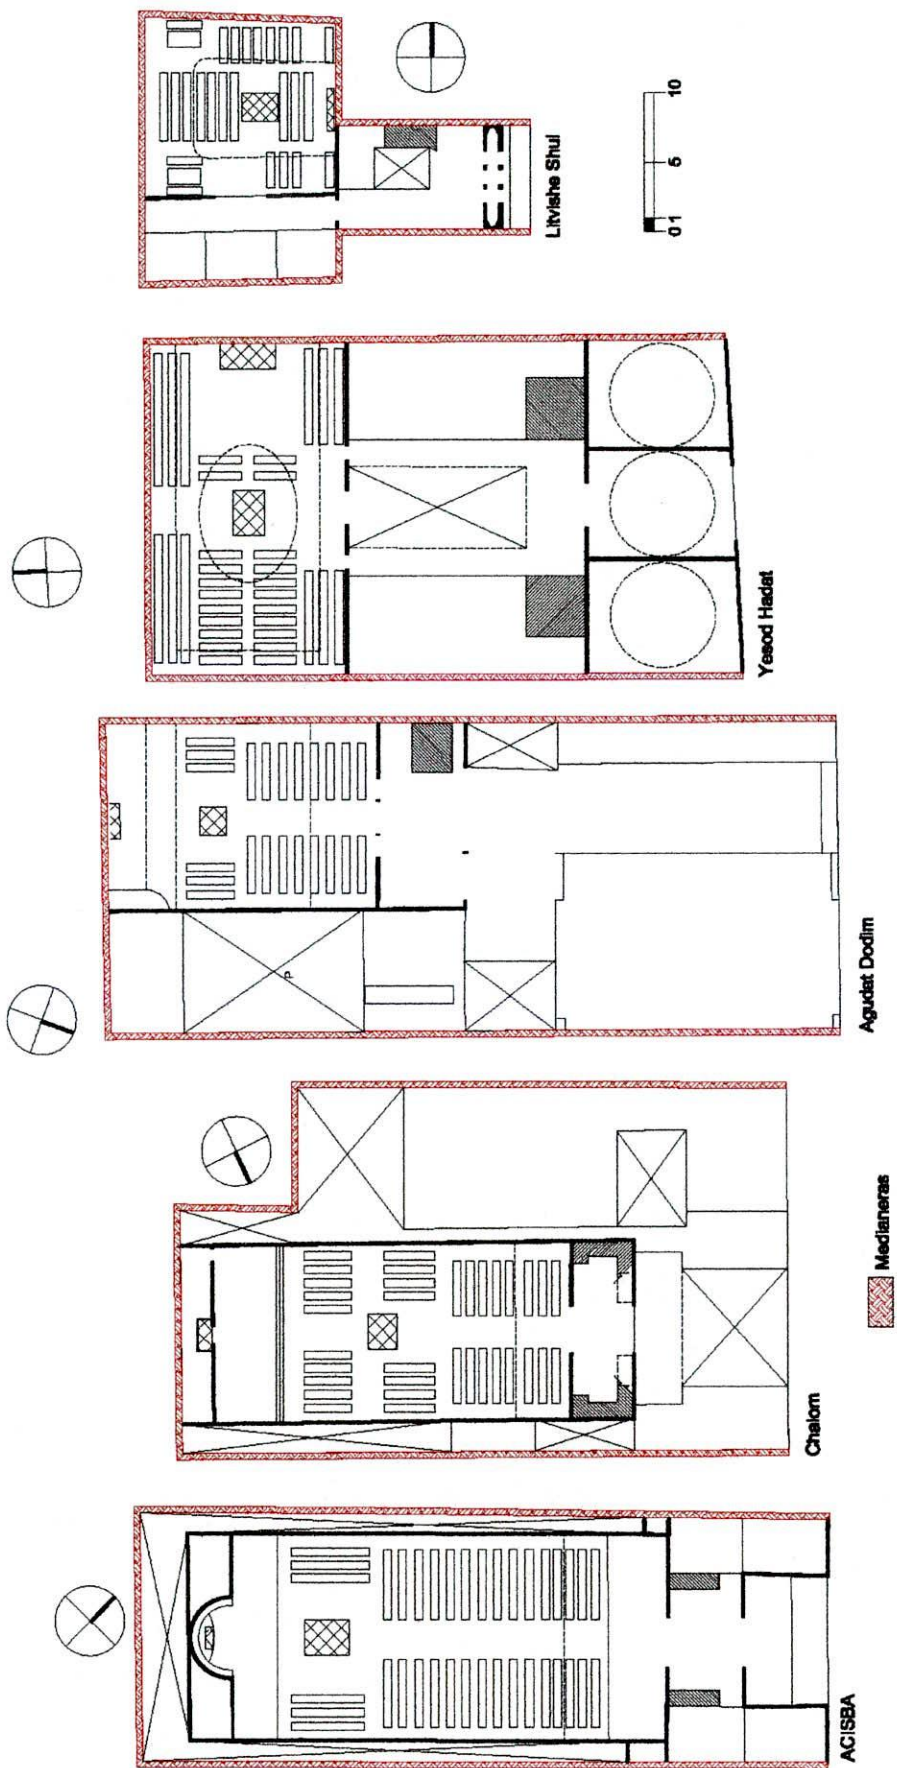 Litvishe Shul
0 1 5 10
Yesod Hadat
P
Agudat Dodim
Medianeras
Chalom
ACISBA